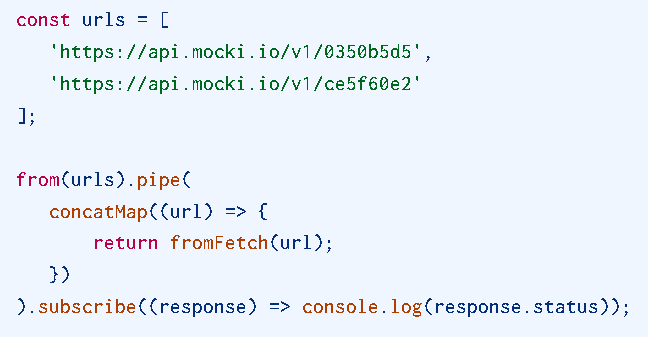 const urls = [
   'https://api.mocki.io/v1/0350b5d5',
   'https://api.mocki.io/v1/ce5f60e2'
];

from(urls).pipe(
   concatMap((url) => {
       return fromFetch(url);
   })
).subscribe((response) => console.log(response.status));